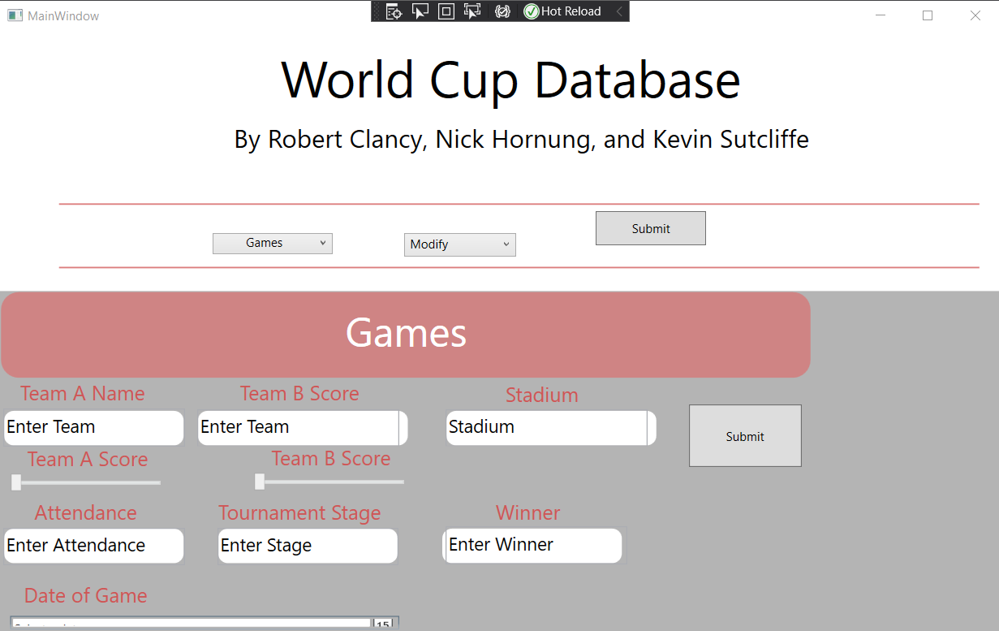 MainWindow
Hot Reload
World Cup Database
By Robert Clancy, Nick Hornung, and Kevin Sutcliffe
Games Modify Submit
Games
Team A Name Team B Score Stadium
Enter Team Enter Team Stadium Submit
Team A Score Team B Score
Attendance Tournament Stage Winner
Enter Attendance Enter Stage Enter Winner
Date of Game
15